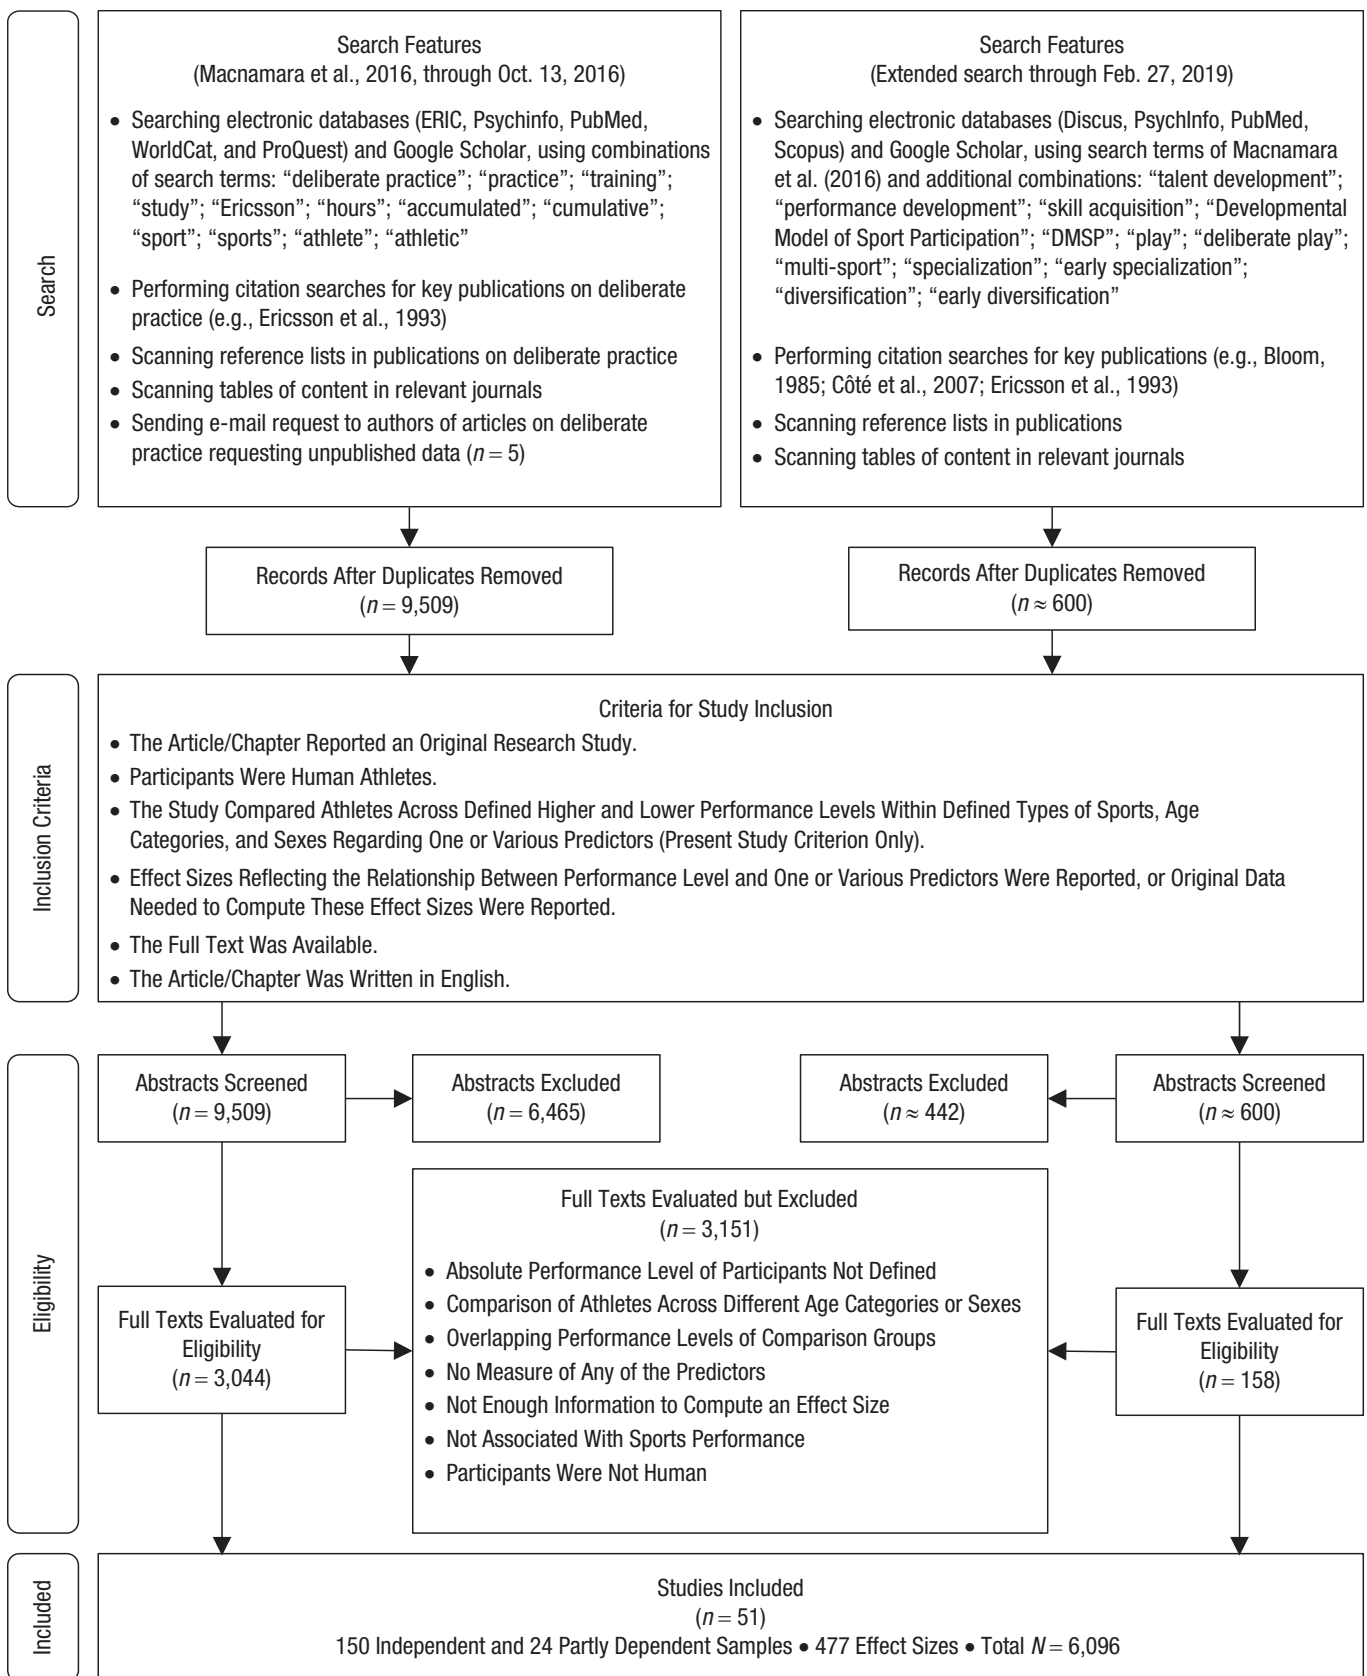 Search
Search Features
(Macnamara et al., 2016, through Oct. 13, 2016)
• Searching electronic databases (ERIC, Psychinfo, PubMed,
WorldCat, and ProQuest) and Google Scholar, using combinations
of search terms: “deliberate practice”; “practice”; “training”;
“study”; “Ericsson”; “hours”; “accumulated”; “cumulative”;
“sport”; “sports”; “athlete”; “athletic”
• Performing citation searches for key publications on deliberate
practice (e.g., Ericsson et al., 1993)
• Scanning reference lists in publications on deliberate practice
• Scanning tables of content in relevant journals
• Sending e-mail request to authors of articles on deliberate
practice requesting unpublished data (n = 5)
Search Features
(Extended search through Feb. 27, 2019)
• Searching electronic databases (Discus, PsychInfo, PubMed,
Scopus) and Google Scholar, using search terms of Macnamara
et al. (2016) and additional combinations: “talent development”;
“performance development”; “skill acquisition”; “Developmental
Model of Sport Participation”; “DMSP”; “play”; “deliberate play”;
“multi-sport”; “specialization”; “early specialization”;
“diversification”; “early diversification”
• Performing citation searches for key publications (e.g., Bloom,
1985; Côté et al., 2007; Ericsson et al., 1993)
• Scanning reference lists in publications
• Scanning tables of content in relevant journals
Records After Duplicates Removed
(n = 9,509)
Records After Duplicates Removed
(n ≈ 600)
Inclusion Criteria
Criteria for Study Inclusion
• The Article/Chapter Reported an Original Research Study.
• Participants Were Human Athletes.
• The Study Compared Athletes Across Defined Higher and Lower Performance Levels Within Defined Types of Sports, Age
Categories, and Sexes Regarding One or Various Predictors (Present Study Criterion Only).
• Effect Sizes Reflecting the Relationship Between Performance Level and One or Various Predictors Were Reported, or Original Data
Needed to Compute These Effect Sizes Were Reported.
• The Full Text Was Available.
• The Article/Chapter Was Written in English.
Eligibility
Abstracts Screened
(n = 9,509)
Abstracts Excluded
(n = 6,465)
Abstracts Excluded
(n ≈ 442)
Abstracts Screened
(n ≈ 600)
Full Texts Evaluated for
Eligibility
(n = 3,044)
Full Texts Evaluated but Excluded
(n = 3,151)
• Absolute Performance Level of Participants Not Defined
• Comparison of Athletes Across Different Age Categories or Sexes
• Overlapping Performance Levels of Comparison Groups
• No Measure of Any of the Predictors
• Not Enough Information to Compute an Effect Size
• Not Associated With Sports Performance
• Participants Were Not Human
Full Texts Evaluated for
Eligibility
(n = 158)
Included
Studies Included
(n = 51)
150 Independent and 24 Partly Dependent Samples • 477 Effect Sizes • Total N = 6,096